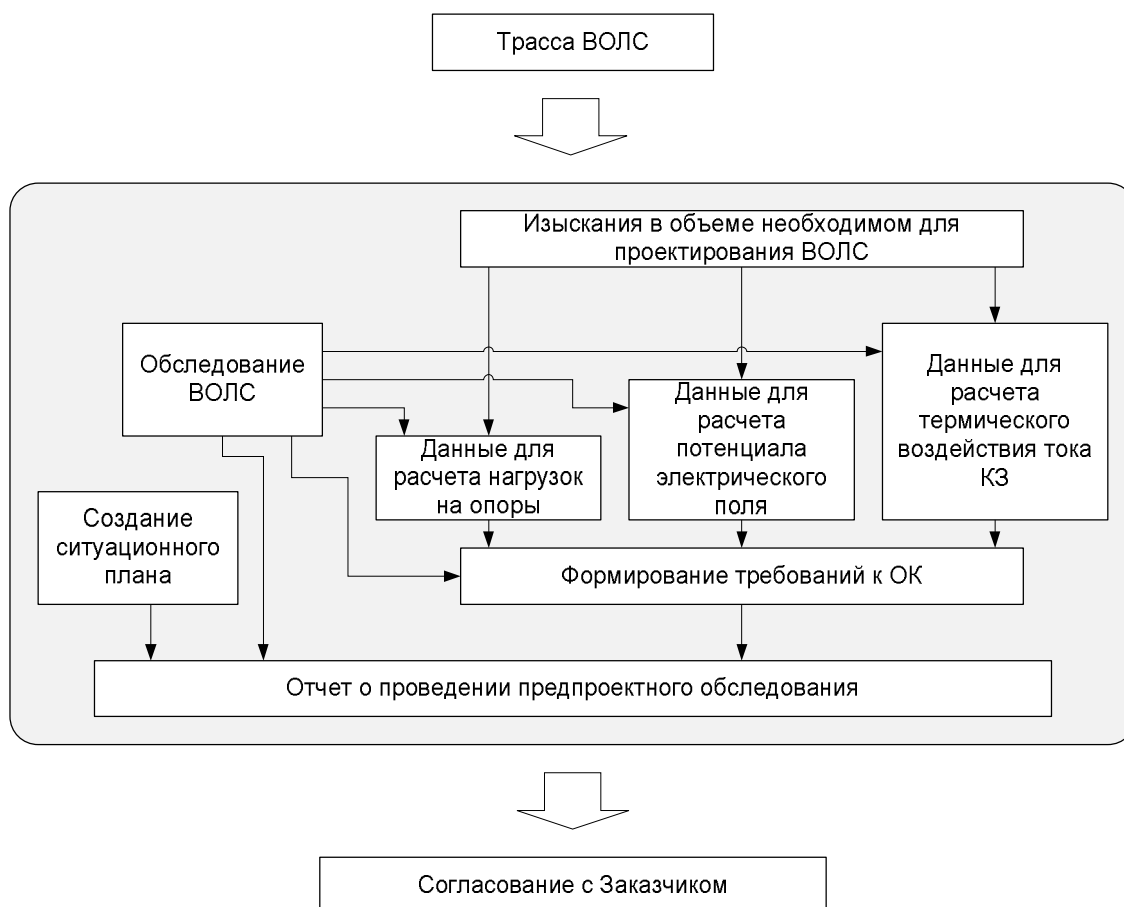 Трасса ВОЛС
Изыскания в объеме необходимом для
проектирования ВОЛС
Обследование
ВОЛС
Данные для
расчета
термического
воздействия тока
КЗ
Данные для
расчета
потенциала
электрического
поля
Данные для
расчета нагрузок
на опоры
Создание
ситуационного
плана
Формирование требований к ОК
Отчет о проведении предпроектного обследования
Согласование с Заказчиком